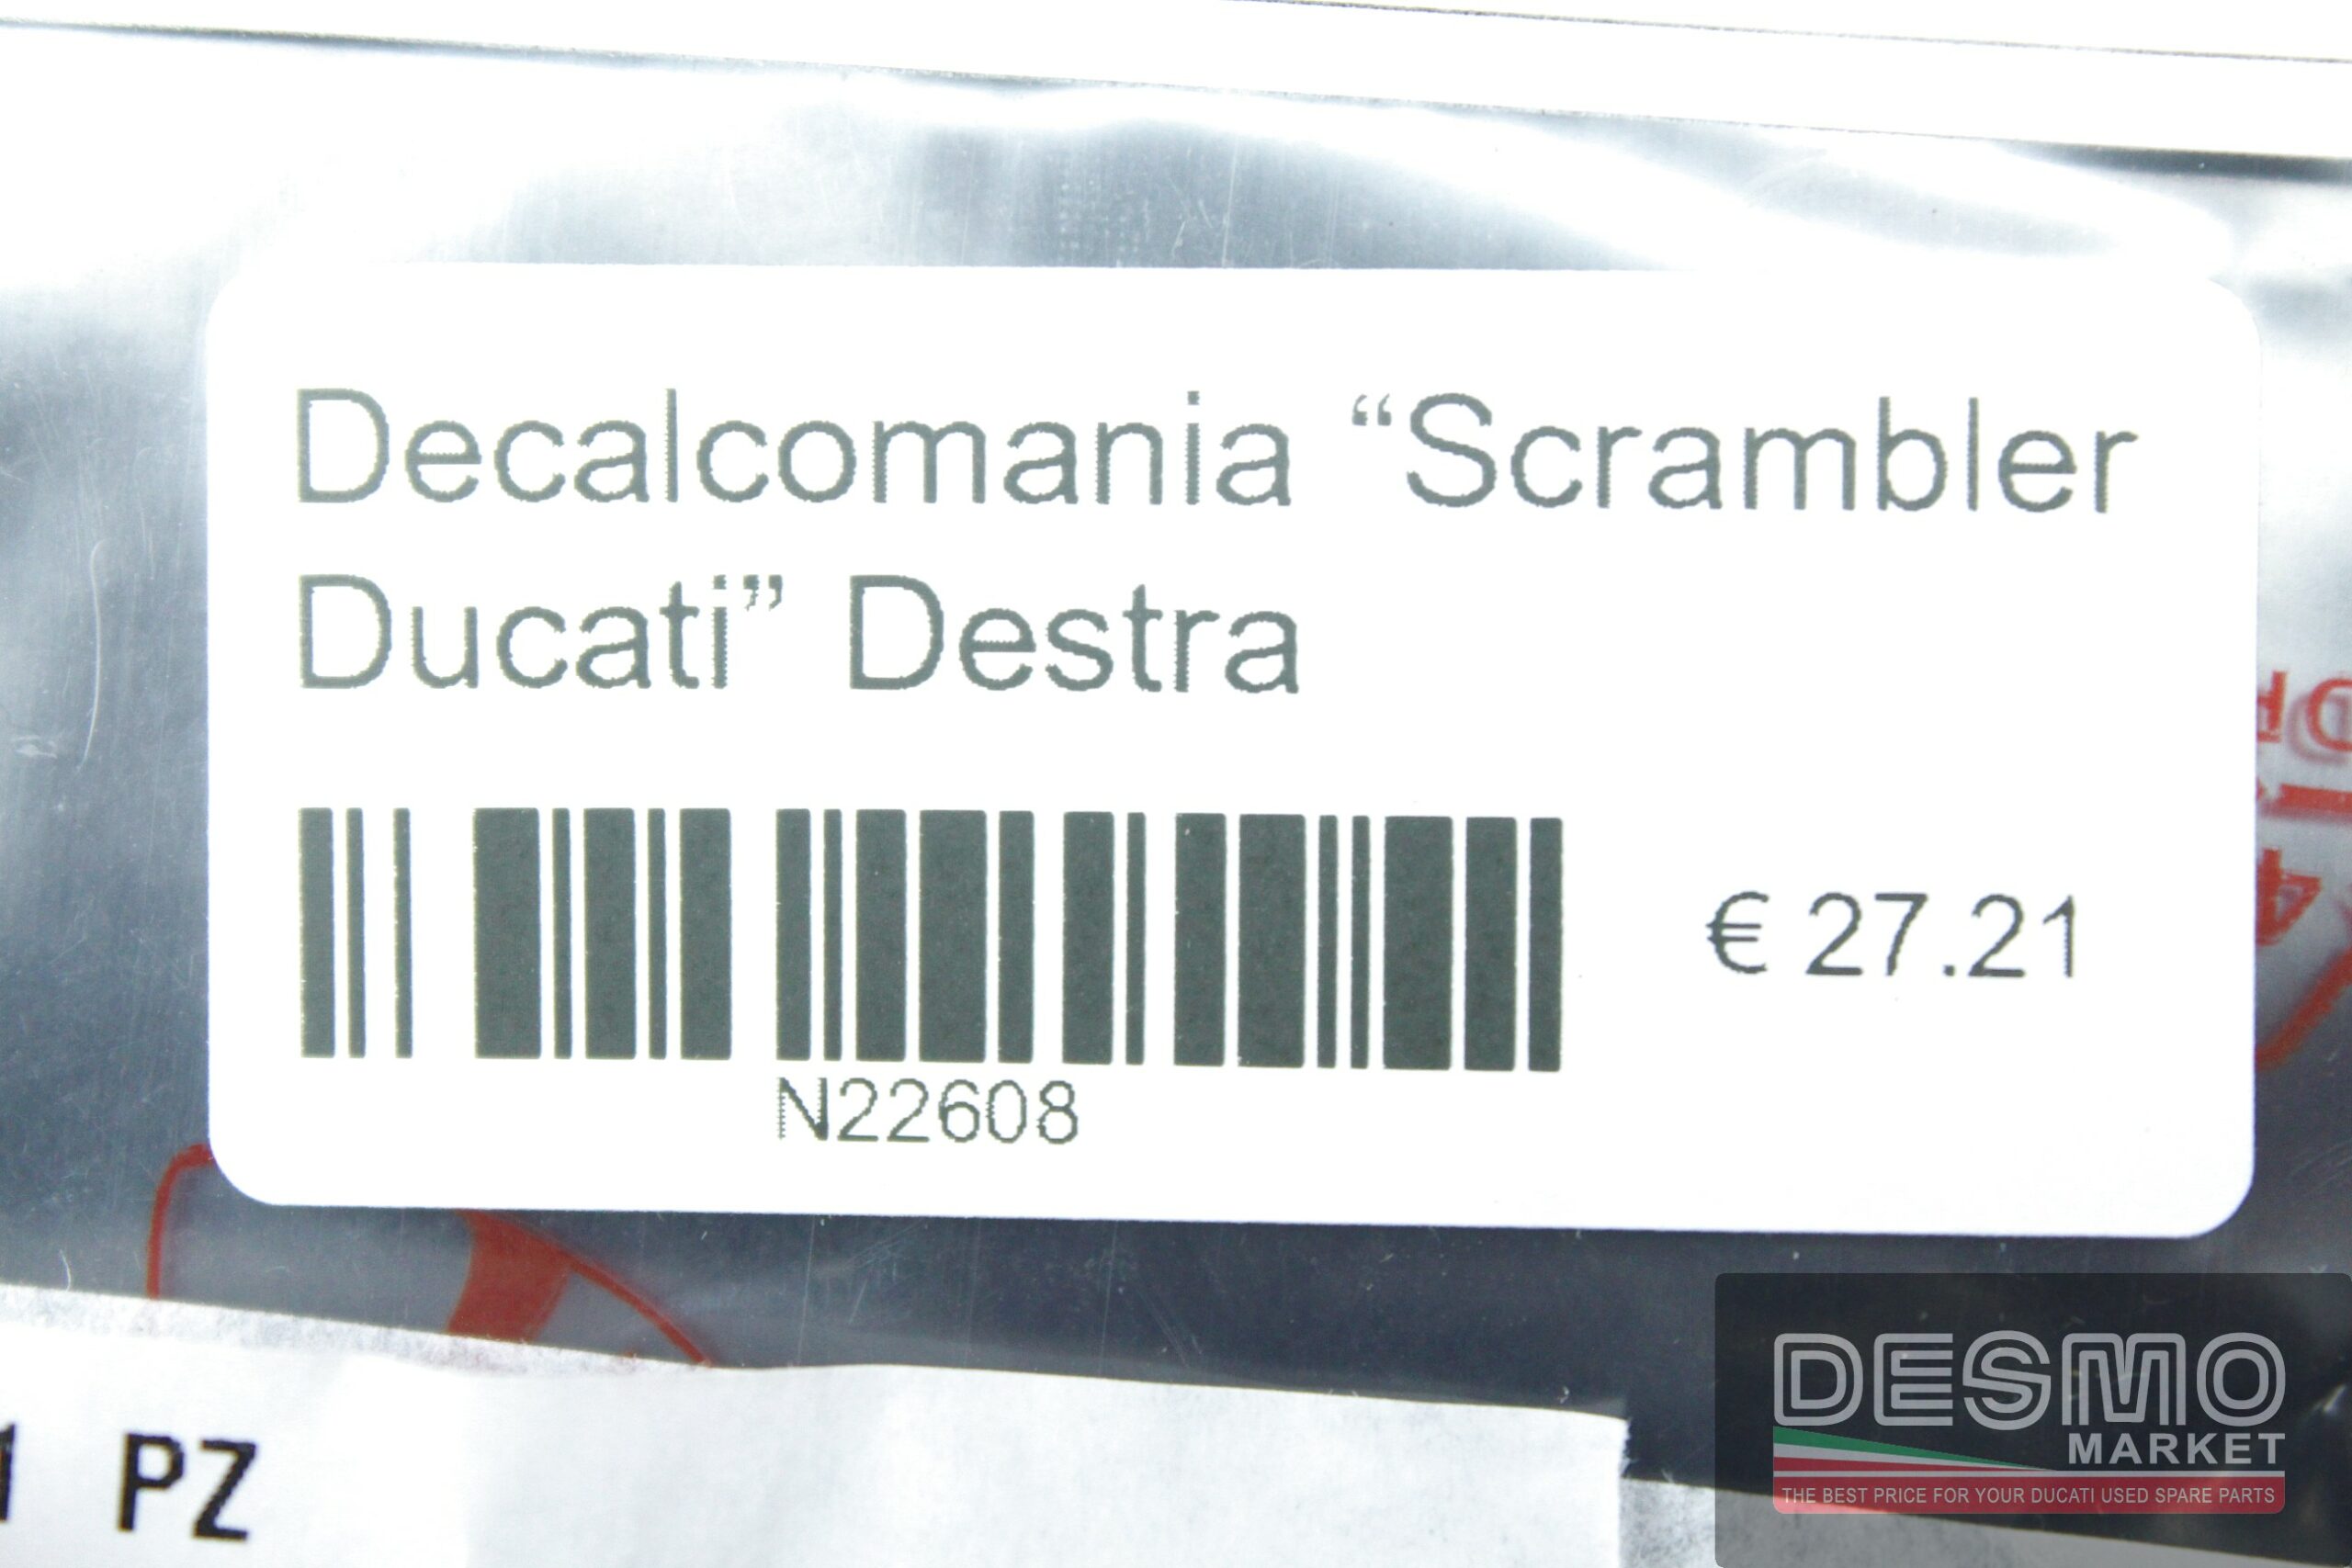 Decalcomania “Scrambler
Ducati” Destra
€ 27.21
N22608
PZ
DESMO
MARKET
THE BEST PRICE FOR YOUR DUCATI USED SPARE PARTS